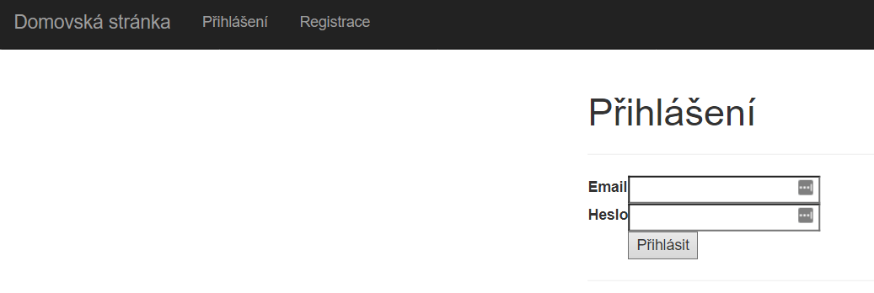 Domovská stránka Přihlášení Registrace
Přihlášení
Email
Heslo
Přihlásit